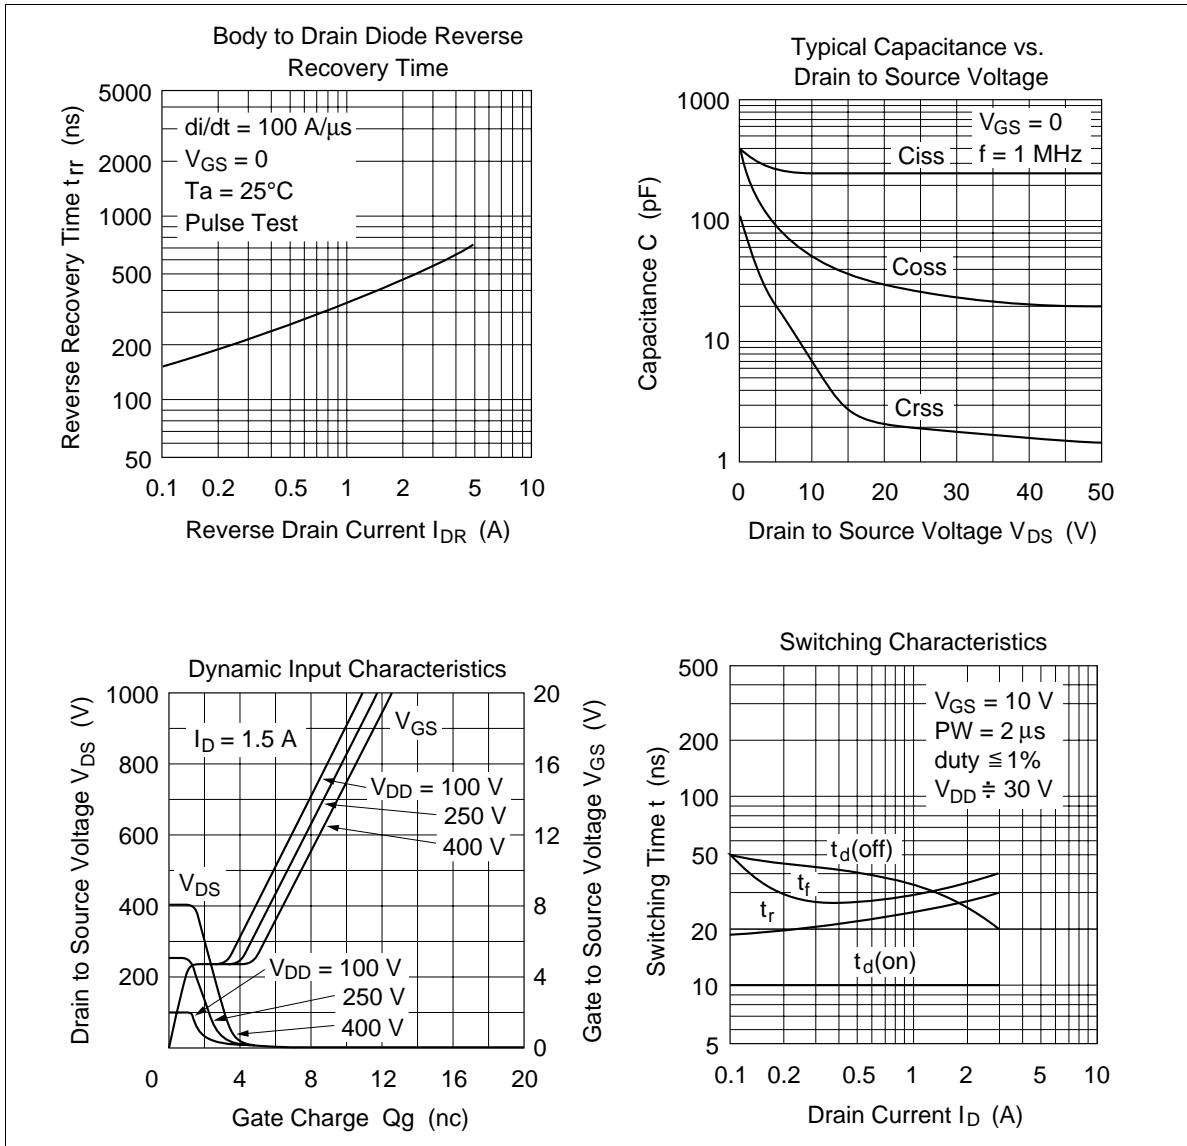 Body to Drain Diode Reverse
Recovery Time
Reverse Recovery Time trr (ns)
5000
2000
1000
500
200
100
50
di/dt = 100 A/μs
VGS = 0
Ta = 25°C
Pulse Test
0.1 0.2 0.5 1 2 5 10
Reverse Drain Current IDR (A)
Typical Capacitance vs.
Drain to Source Voltage
Capacitance C (pF)
1000
100
10
1
VGS = 0
f = 1 MHz
Ciss
Coss
Crss
0 10 20 30 40 50
Drain to Source Voltage VDS (V)
Dynamic Input Characteristics
Drain to Source Voltage VDS (V)
1000
800
600
400
200
0
ID = 1.5 A
VGS
VDD = 100 V
250 V
400 V
VDS
VDD = 100 V
250 V
400 V
20
16
12
8
4
0
Gate to Source Voltage VGS (V)
4 8 12 16 20
Gate Charge Qg (nc)
Switching Characteristics
Switching Time t (ns)
500
200
100
50
20
10
5
VGS = 10 V
PW = 2 μs
duty ≦ 1%
VDD ≒ 30 V
td(off)
tf
tr
td(on)
0.1 0.2 0.5 1 2 5 10
Drain Current ID (A)